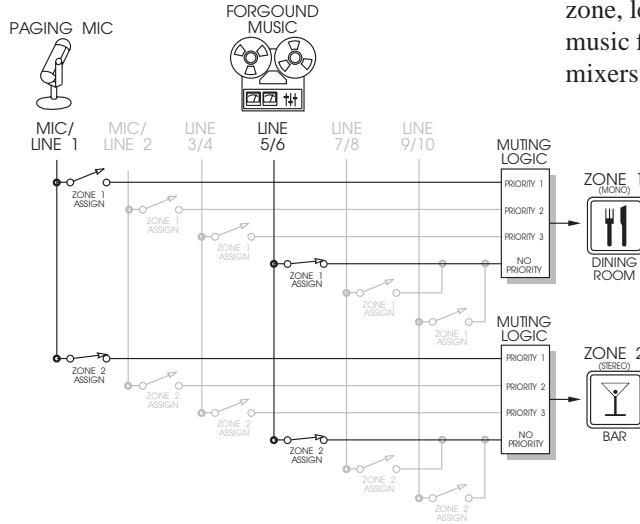 FORGOUND
MUSIC
PAGING MIC
zone, l
music f
mixers
MIC/
LINE 1
MIC/
LINE 2
LINE
3/4
LINE
5/6
LINE
7/8
LINE
9/10
MUTING
LOGIC
PRIORITY 1
PRIORITY 2
PRIORITY 3
NO
PRIORITY
ZONE 1
(MONO)
DINING
ROOM
ZONE 1
ASSIGN
ZONE 1
ASSIGN
ZONE 1
ASSIGN
ZONE 1
ASSIGN
ZONE 1
ASSIGN
ZONE 1
ASSIGN
MUTING
LOGIC
PRIORITY 1
PRIORITY 2
PRIORITY 3
NO
PRIORITY
ZONE 2
(STEREO)
BAR
ZONE 2
ASSIGN
ZONE 2
ASSIGN
ZONE 2
ASSIGN
ZONE 2
ASSIGN
ZONE 2
ASSIGN
ZONE 2
ASSIGN